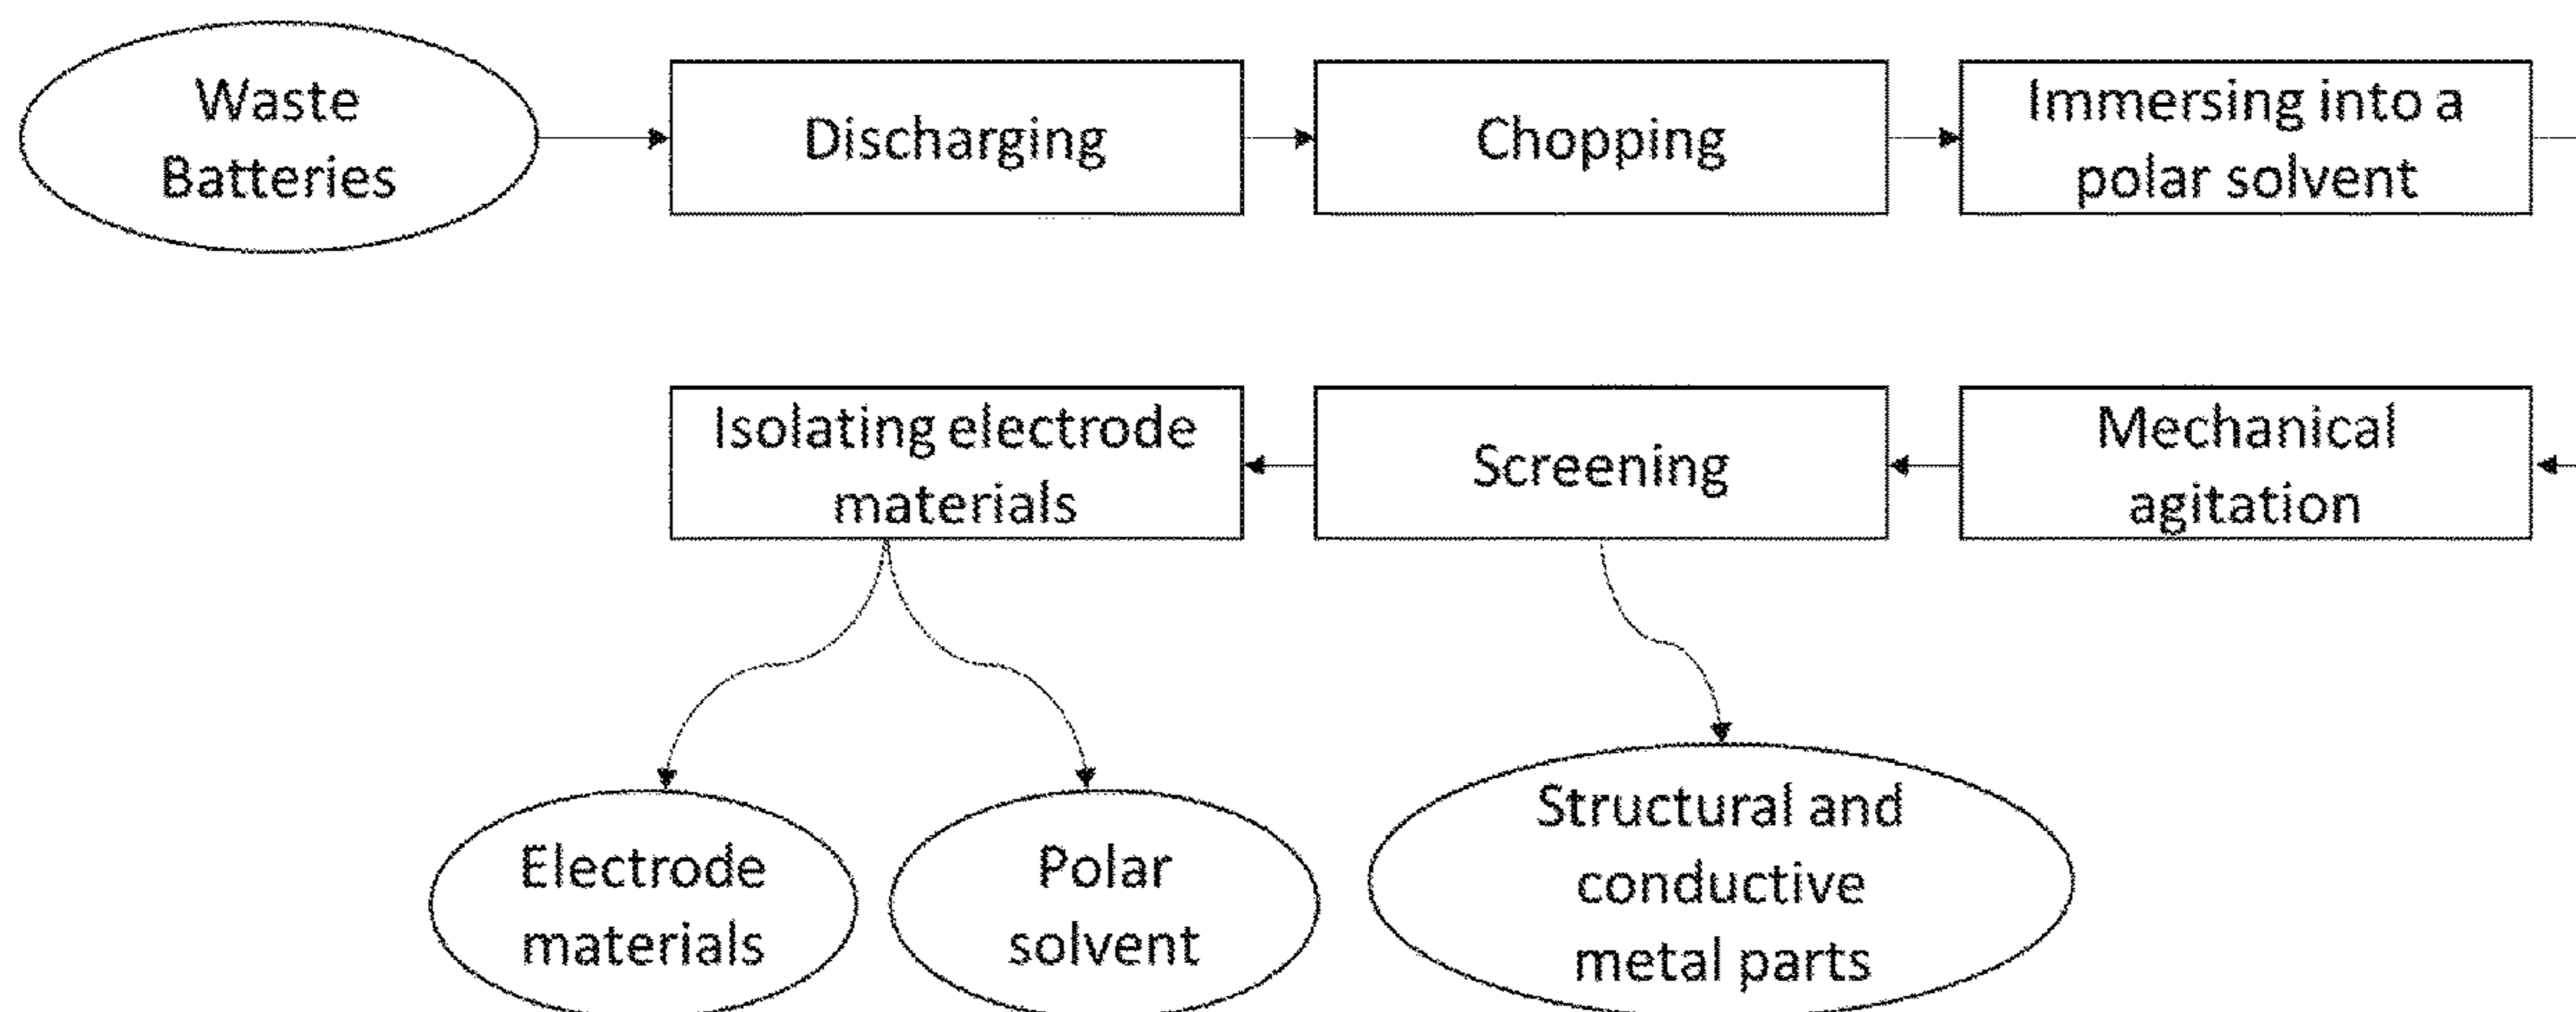 Waste
Batteries
Discharging
Chopping
Immersing into a
polar solvent
Isolating electrode
materials
Screening
Mechanical
agitation
Electrode
materials
Polar
solvent
Structural and
conductive
metal parts